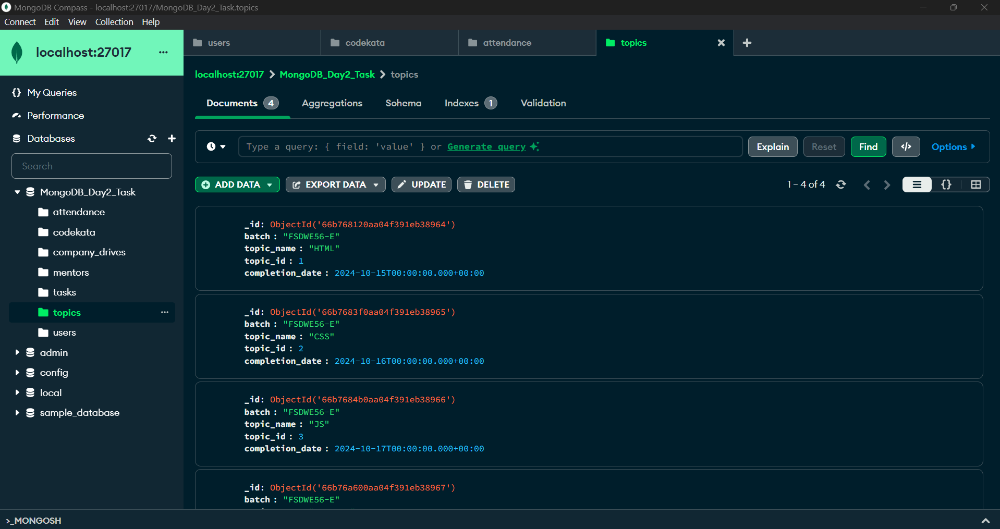 MongoDB Compass - localhost:27017/MongoDB_Day2_Task.topics
Connect Edit View Collection Help
localhost:27017
My Queries
Performance
Databases
Search
MongoDB_Day2_Task
attendance
codekata
company_drives
mentors
tasks
topics
users
admin
config
local
sample_database
users codekata attendance topics
localhost:27017 > MongoDB_Day2_Task > topics
Documents 4 Aggregations Schema Indexes 1 Validation
Type a query: { field: 'value' } or Generate query Explain Reset Find </> Options
ADD DATA EXPORT DATA UPDATE DELETE 1 – 4 of 4 {}
_id: ObjectId('66b768120aa04f391eb38964')
batch : "FSDWE56-E"
topic_name : "HTML"
topic_id : 1
completion_date : 2024-10-15T00:00:00.000+00:00
_id: ObjectId('66b7683f0aa04f391eb38965')
batch : "FSDWE56-E"
topic_name : "CSS"
topic_id : 2
completion_date : 2024-10-16T00:00:00.000+00:00
_id: ObjectId('66b7684b0aa04f391eb38966')
batch : "FSDWE56-E"
topic_name : "JS"
topic_id : 3
completion_date : 2024-10-17T00:00:00.000+00:00
_id: ObjectId('66b76a600aa04f391eb38967')
batch : "FSDWE56-E"
>_MONGOSH